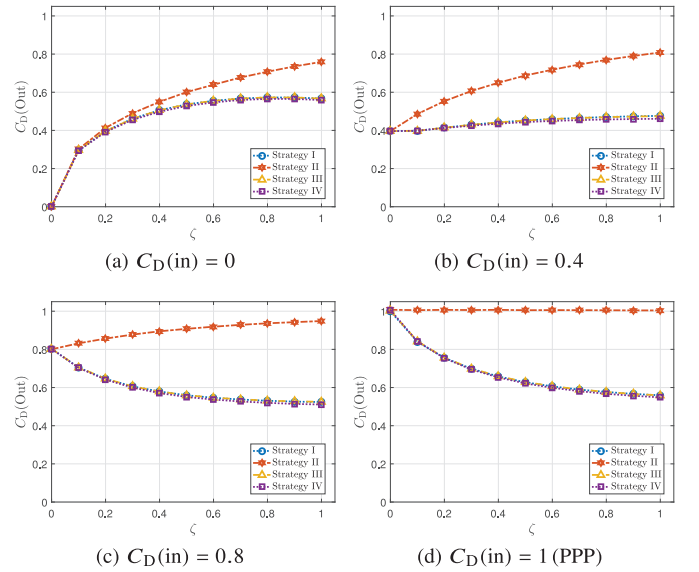 1
0.8
0.6
0.4
0.2
0
C_D(Out)
0 0.2 0.4 0.6 0.8 1
ζ
Strategy I
Strategy II
Strategy III
Strategy IV
(a) C_D(in) = 0
1
0.8
0.6
0.4
0.2
0
C_D(Out)
0 0.2 0.4 0.6 0.8 1
ζ
Strategy I
Strategy II
Strategy III
Strategy IV
(b) C_D(in) = 0.4
1
0.8
0.6
0.4
0.2
0
C_D(Out)
0 0.2 0.4 0.6 0.8 1
ζ
Strategy I
Strategy II
Strategy III
Strategy IV
(c) C_D(in) = 0.8
1
0.8
0.6
0.4
0.2
0
C_D(Out)
0 0.2 0.4 0.6 0.8 1
ζ
Strategy I
Strategy II
Strategy III
Strategy IV
(d) C_D(in) = 1 (PPP)